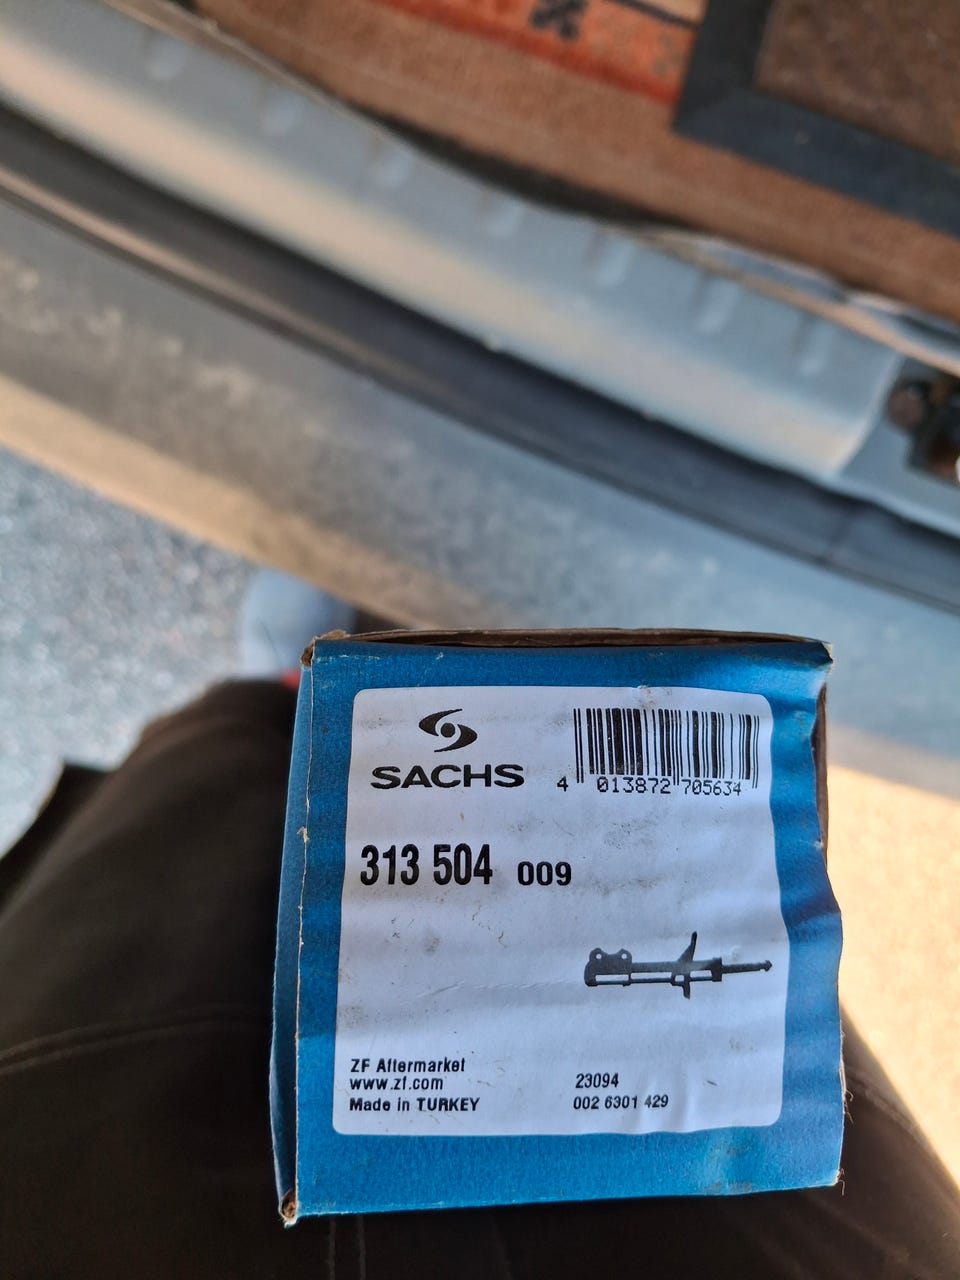 SACHS
4 013872 705634
313 504 009
ZF Aftermarket
www.zf.com
Made in TURKEY
23094
002 6301 429